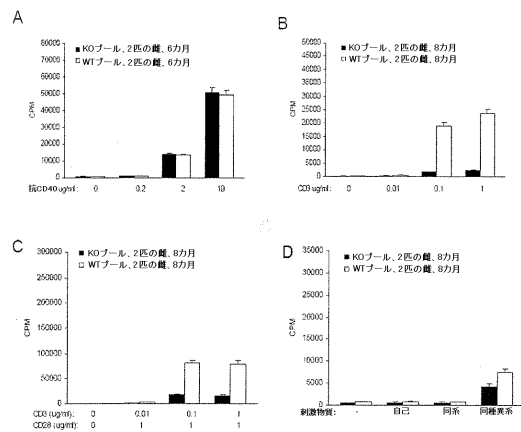 A
KOプール、2匹の雌、6カ月
WTプール、2匹の雌、6カ月
CPM
80000
70000
60000
50000
40000
30000
20000
10000
0
抗CD40 ug/ml:
0
0.2
2
10
B
KOプール、2匹の雌、8カ月
WTプール、2匹の雌、8カ月
CPM
50000
45000
40000
35000
30000
25000
20000
15000
10000
5000
0
CD3 ug/ml:
0
0.01
0.1
1
C
KOプール、2匹の雌、8カ月
WTプール、2匹の雌、8カ月
CPM
300000
250000
200000
150000
100000
50000
0
CD3 (ug/ml):
0
0.01
0.1
1
CD28 (ug/ml):
0
1
1
1
D
KOプール、2匹の雌、8カ月
WTプール、2匹の雌、8カ月
CPM
35000
30000
25000
20000
15000
10000
5000
0
刺激物質:
-
自己
同系
同種異系